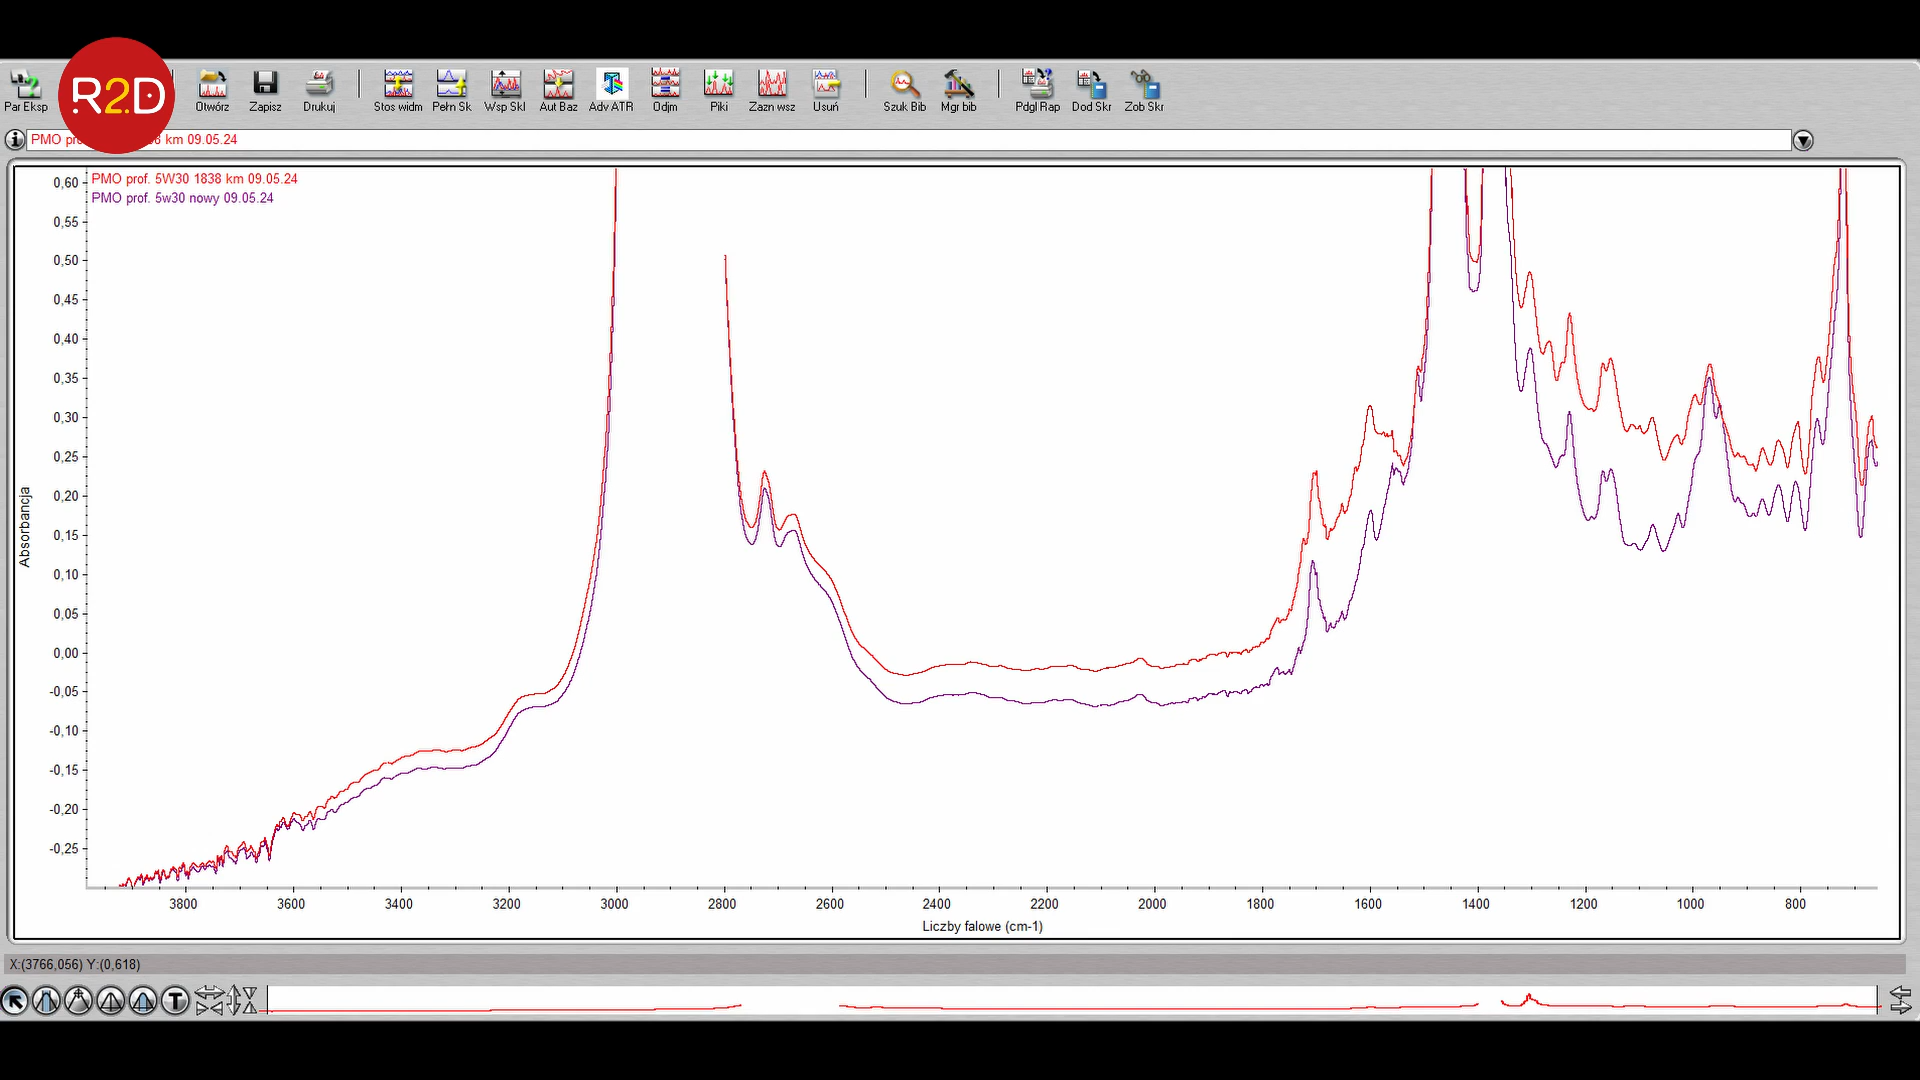 R2D
Par Eksp Otwórz Zapisz Drukuj Stos widm Pełn Sk Wsp Skl Aut Baz Adv ATR Odjm Piki Zazn wsz Usuń Szuk Bib Mgr bib Pdgl Rap Dod Skr Zob Skr
PMO pr km 09.05.24
PMO prof. 5W30 1838 km 09.05.24
PMO prof. 5w30 nowy 09.05.24
0,60
0,55
0,50
0,45
0,40
0,35
0,30
0,25
0,20
0,15
0,10
0,05
0,00
-0,05
-0,10
-0,15
-0,20
-0,25
Absorbancja
3800 3600 3400 3200 3000 2800 2600 2400 2200 2000 1800 1600 1400 1200 1000 800
Liczby falowe (cm-1)
X:(3766,056) Y:(0,618)
T